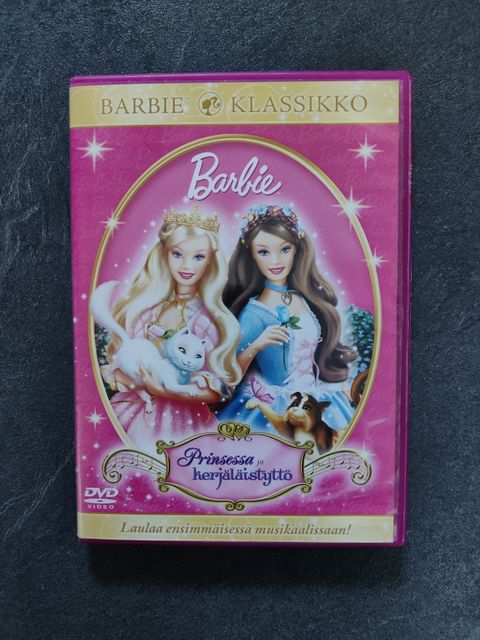 BARBIE KLASSIKKO
Barbie
Prinsessa ja
kerjäläistyttö
DVD
VIDEO
Laulaa ensimmäisessä musikaalissaan!